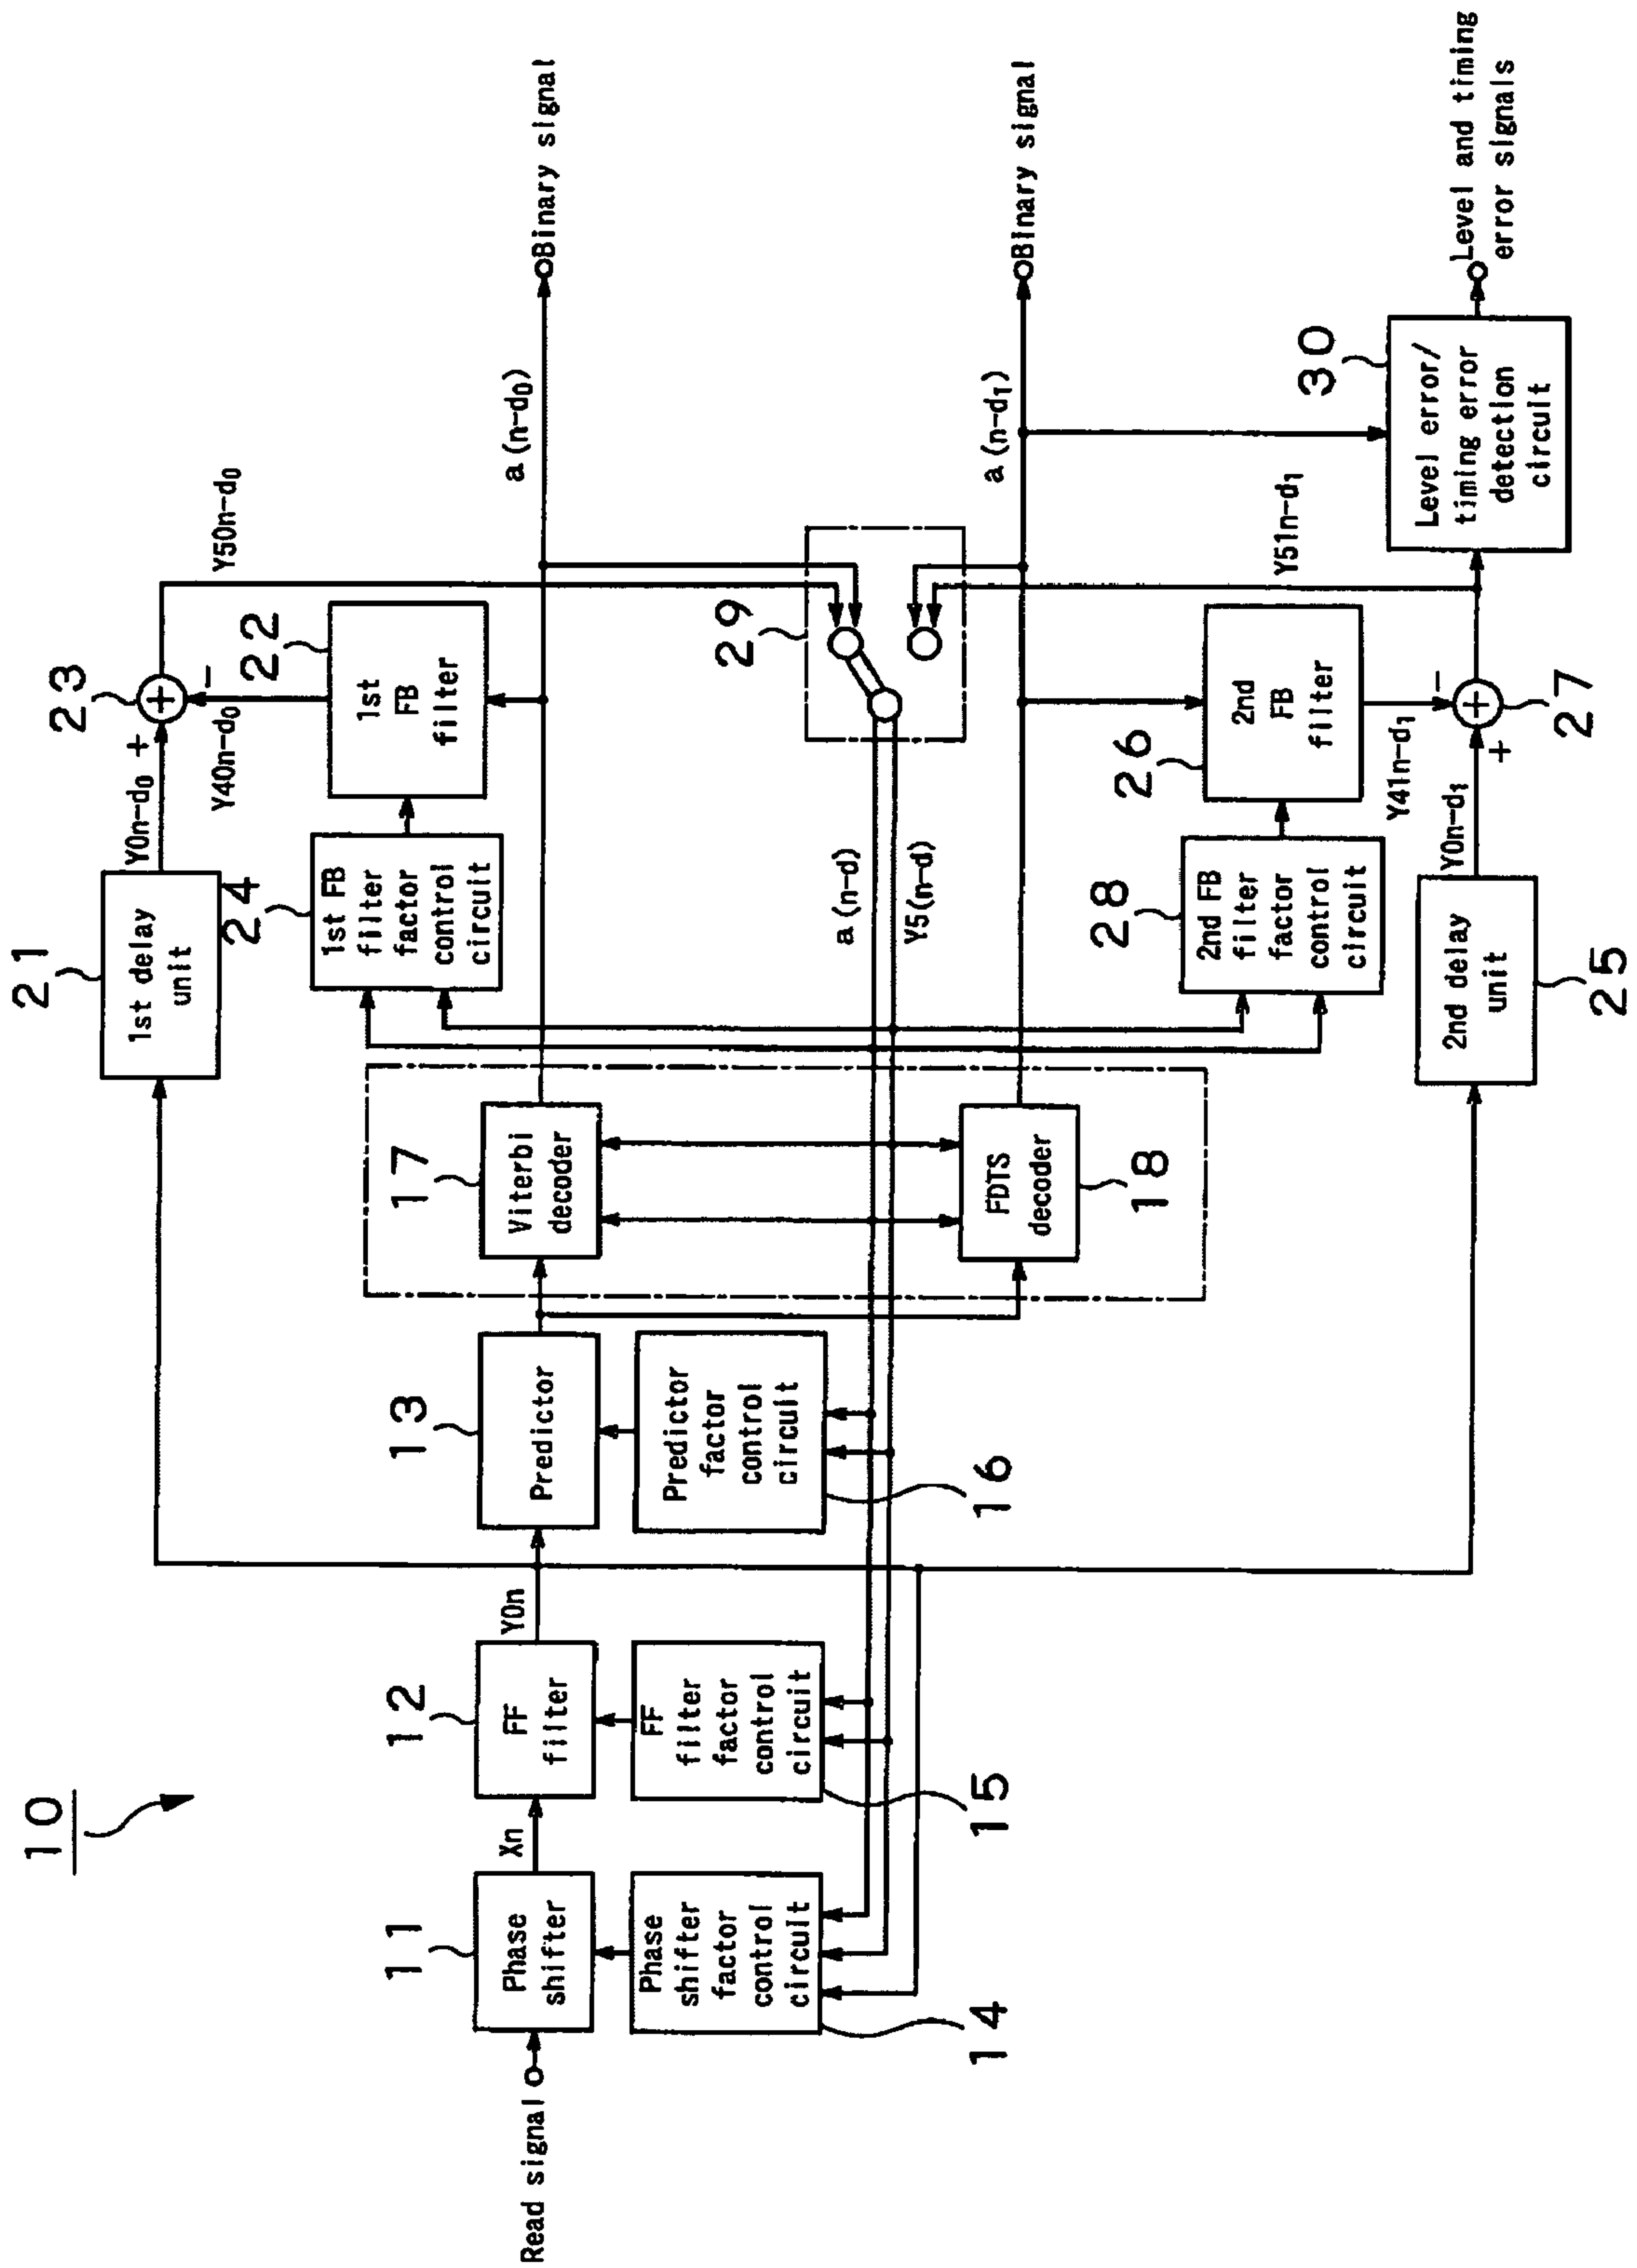 10
21
1st delay
unit
Y0n-d0
+
23
+
−
Y40n-d0
Y50n-d0
24
1st FB
filter
factor
control
circuit
22
1st
FB
filter
Read signal
11
Phase
shifter
Xn
12
FF
filter
Y0n
13
Predictor
17
Viterbi
decoder
a(n-d0)
Binary signal
14
Phase
shifter
factor
control
circuit
15
FF
filter
factor
control
circuit
16
Predictor
factor
control
circuit
a(n-d)
Y5(n-d)
29
18
FDTS
decoder
a(n-d1)
Binary signal
28
2nd FB
filter
factor
control
circuit
26
2nd
FB
filter
Y41n-d1
Y51n-d1
25
2nd delay
unit
Y0n-d1
+
−
+
27
30
Level error/
timing error
detection
circuit
Level and timing
error signals